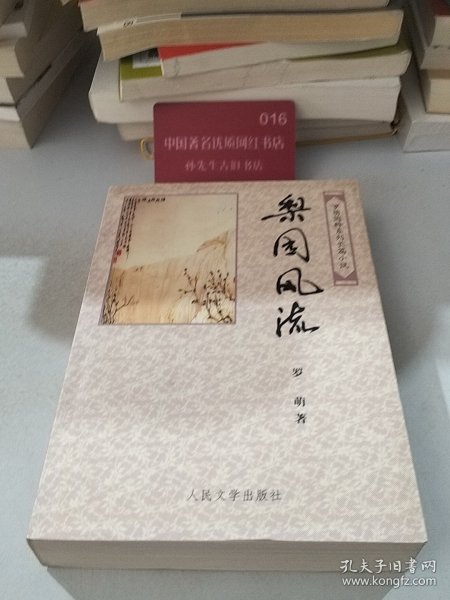 016
中国著名优质网红书店
孙先生古旧书店
梨园风流
罗萌
著
人民文学出版社
孔夫子旧书网
www.kongfz.com